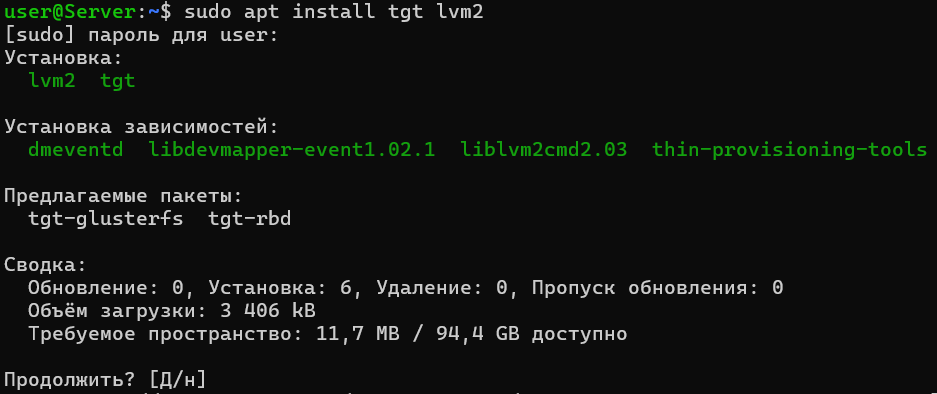 user@Server:~$ sudo apt install tgt lvm2
[sudo] пароль для user:
Установка:
lvm2 tgt
Установка зависимостей:
dmeventd libdevmapper-event1.02.1 liblvm2cmd2.03 thin-provisioning-tools
Предлагаемые пакеты:
tgt-glusterfs tgt-rbd
Сводка:
Обновление: 0, Установка: 6, Удаление: 0, Пропуск обновления: 0
Объём загрузки: 3 406 kB
Требуемое пространство: 11,7 MB / 94,4 GB доступно
Продолжить? [Д/н]